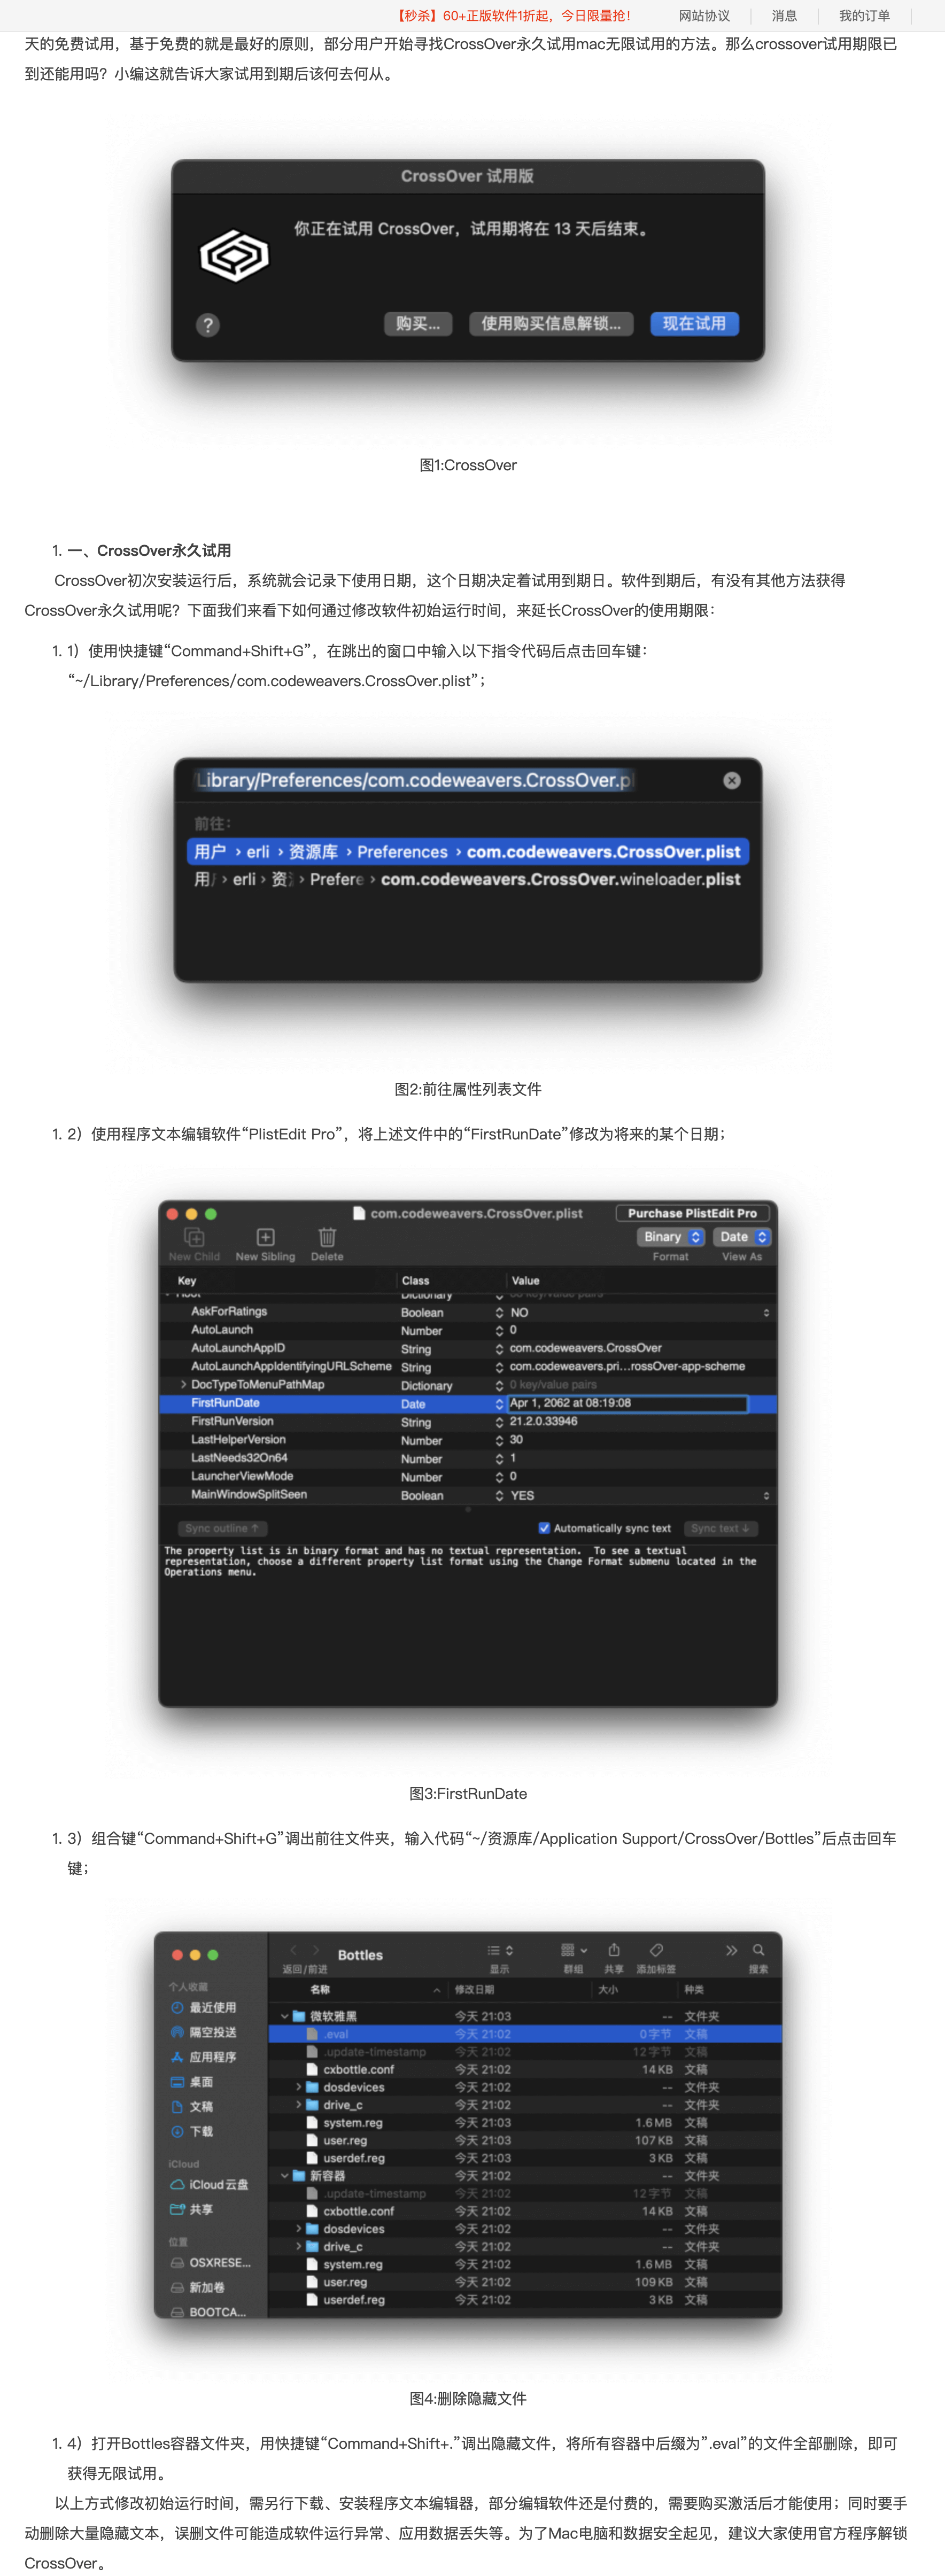 【秒杀】60+正版软件1折起，今日限量抢！ 网站协议 消息 我的订单
天的免费试用，基于免费的就是最好的原则，部分用户开始寻找CrossOver永久试用mac无限试用的方法。那么crossover试用期限已
到还能用吗？小编这就告诉大家试用到期后该何去何从。
CrossOver 试用版
你正在试用 CrossOver，试用期将在 13 天后结束。
? 购买... 使用购买信息解锁... 现在试用
图1:CrossOver
1. 一、CrossOver永久试用
CrossOver初次安装运行后，系统就会记录下使用日期，这个日期决定着试用到期日。软件到期后，有没有其他方法获得
CrossOver永久试用呢？下面我们来看下如何通过修改软件初始运行时间，来延长CrossOver的使用期限：
1. 1）使用快捷键“Command+Shift+G”，在跳出的窗口中输入以下指令代码后点击回车键：
“~/Library/Preferences/com.codeweavers.CrossOver.plist”；
Library/Preferences/com.codeweavers.CrossOver.pl
前往：
用户 › erli › 资源库 › Preferences › com.codeweavers.CrossOver.plist
用 › erli › 资 › Prefere › com.codeweavers.CrossOver.wineloader.plist
图2:前往属性列表文件
1. 2）使用程序文本编辑软件“PlistEdit Pro”，将上述文件中的“FirstRunDate”修改为将来的某个日期；
com.codeweavers.CrossOver.plist Purchase PlistEdit Pro
Binary Date
New Child New Sibling Delete Format View As
Key Class Value
Root Dictionary key/value pairs
AskForRatings Boolean NO
AutoLaunch Number 0
AutoLaunchAppID String com.codeweavers.CrossOver
AutoLaunchAppIdentifyingURLScheme String com.codeweavers.pri...rossOver-app-scheme
DocTypeToMenuPathMap Dictionary 0 key/value pairs
FirstRunDate Date Apr 1, 2062 at 08:19:08
FirstRunVersion String 21.2.0.33946
LastHelperVersion Number 30
LastNeeds32On64 Number 1
LauncherViewMode Number 0
MainWindowSplitSeen Boolean YES
Sync outline ↑ Automatically sync text Sync text ↓
The property list is in binary format and has no textual representation. To see a textual
representation, choose a different property list format using the Change Format submenu located in the
Operations menu.
图3:FirstRunDate
1. 3）组合键“Command+Shift+G”调出前往文件夹，输入代码“~/资源库/Application Support/CrossOver/Bottles”后点击回车
键；
Bottles
返回/前进 显示 群组 共享 添加标签 搜索
个人收藏
最近使用
隔空投送
应用程序
桌面
文稿
下载
iCloud
iCloud云盘
共享
位置
OSXRESE...
新加卷
BOOTCA...
名称 修改日期 大小 种类
微软雅黑 今天 21:03 -- 文件夹
.eval 今天 21:02 0字节 文稿
.update-timestamp 今天 21:02 12字节 文稿
cxbottle.conf 今天 21:02 14 KB 文稿
dosdevices 今天 21:02 -- 文件夹
drive_c 今天 21:02 -- 文件夹
system.reg 今天 21:03 1.6 MB 文稿
user.reg 今天 21:03 107 KB 文稿
userdef.reg 今天 21:03 3 KB 文稿
新容器 今天 21:02 -- 文件夹
.update-timestamp 今天 21:02 12字节 文稿
cxbottle.conf 今天 21:02 14 KB 文稿
dosdevices 今天 21:02 -- 文件夹
drive_c 今天 21:02 -- 文件夹
system.reg 今天 21:02 1.6 MB 文稿
user.reg 今天 21:02 109 KB 文稿
userdef.reg 今天 21:02 3 KB 文稿
图4:删除隐藏文件
1. 4）打开Bottles容器文件夹，用快捷键“Command+Shift+.”调出隐藏文件，将所有容器中后缀为”.eval”的文件全部删除，即可
获得无限试用。
以上方式修改初始运行时间，需另行下载、安装程序文本编辑器，部分编辑软件还是付费的，需要购买激活后才能使用；同时要手
动删除大量隐藏文本，误删文件可能造成软件运行异常、应用数据丢失等。为了Mac电脑和数据安全起见，建议大家使用官方程序解锁
CrossOver。